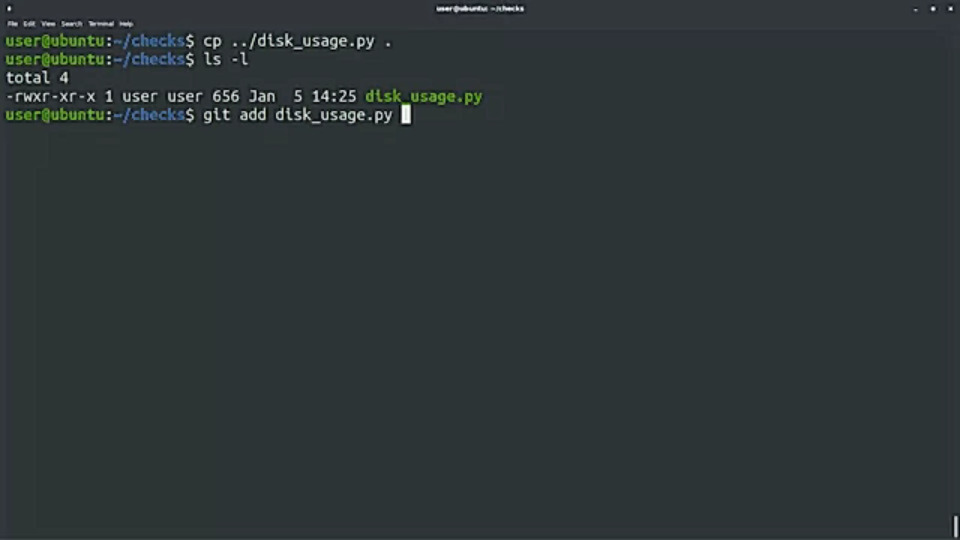 user@ubuntu: ~/checks
File Edit View Search Terminal Help
user@ubuntu:~/checks$ cp ../disk_usage.py .
user@ubuntu:~/checks$ ls -l
total 4
-rwxr-xr-x 1 user user 656 Jan  5 14:25 disk_usage.py
user@ubuntu:~/checks$ git add disk_usage.py